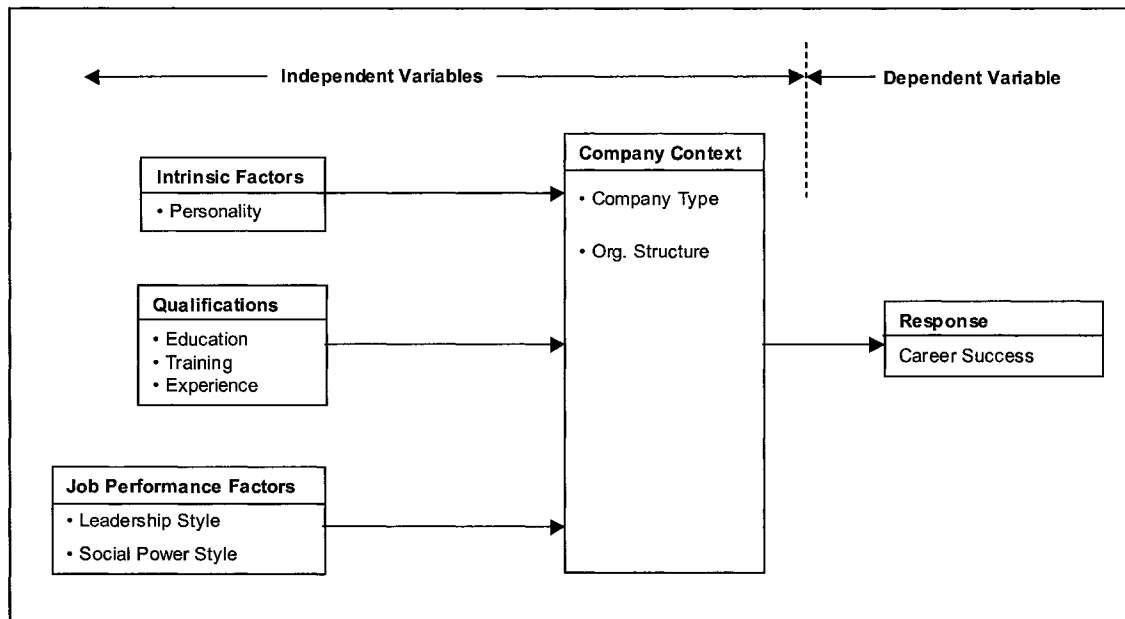 Independent Variables
Dependent Variable
Company Context
• Company Type
• Org. Structure
Intrinsic Factors
• Personality
Qualifications
• Education
• Training
• Experience
Job Performance Factors
• Leadership Style
• Social Power Style
Response
Career Success